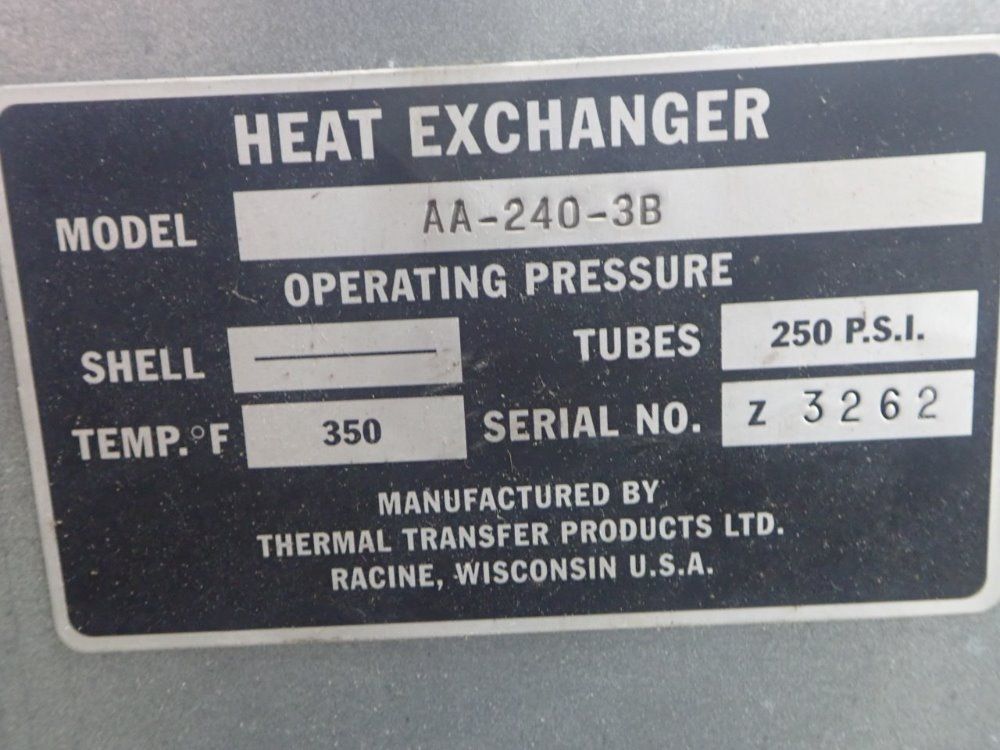 HEAT EXCHANGER
MODEL AA-240-3B
OPERATING PRESSURE
SHELL —— TUBES 250 P.S.I.
TEMP. °F 350 SERIAL NO. Z 3262
MANUFACTURED BY
THERMAL TRANSFER PRODUCTS LTD.
RACINE, WISCONSIN U.S.A.